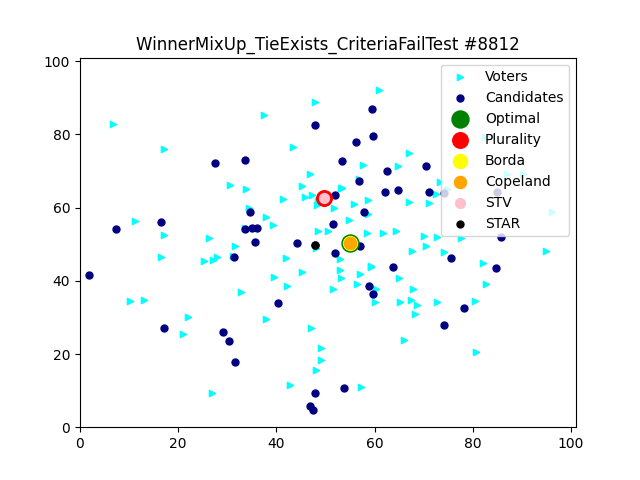 WinnerMixUp_TieExists_CriteriaFailTest #8812
100
80
60
40
20
0
0 20 40 60 80 100
Voters
Candidates
Optimal
Plurality
Borda
Copeland
STV
STAR